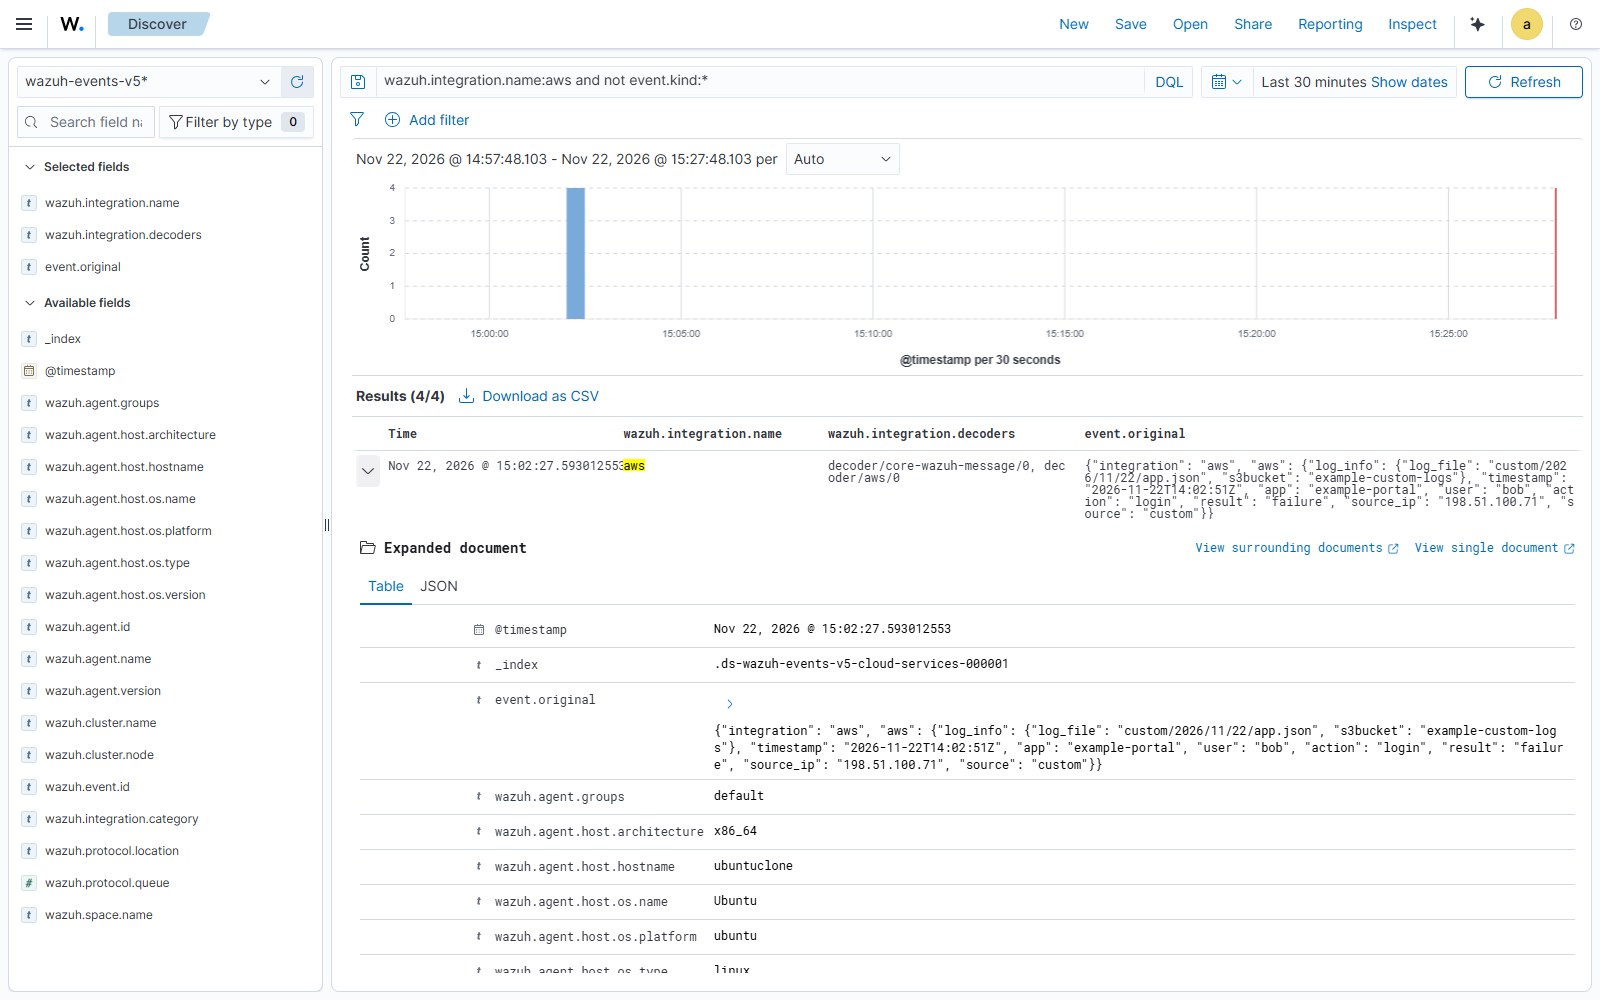 W.
Discover
New
Save
Open
Share
Reporting
Inspect
a
wazuh-events-v5*
Search field na
Filter by type 0
Selected fields
t wazuh.integration.name
t wazuh.integration.decoders
t event.original
Available fields
t _index
@timestamp
t wazuh.agent.groups
t wazuh.agent.host.architecture
t wazuh.agent.host.hostname
t wazuh.agent.host.os.name
t wazuh.agent.host.os.platform
t wazuh.agent.host.os.type
t wazuh.agent.host.os.version
t wazuh.agent.id
t wazuh.agent.name
t wazuh.agent.version
t wazuh.cluster.name
t wazuh.cluster.node
t wazuh.event.id
t wazuh.integration.category
t wazuh.protocol.location
# wazuh.protocol.queue
t wazuh.space.name
wazuh.integration.name:aws and not event.kind:*
DQL
Last 30 minutes Show dates
Refresh
Add filter
Nov 22, 2026 @ 14:57:48.103 - Nov 22, 2026 @ 15:27:48.103 per
Auto
Count
4
3
2
1
0
15:00:00
15:05:00
15:10:00
15:15:00
15:20:00
15:25:00
@timestamp per 30 seconds
Results (4/4)
Download as CSV
Time
wazuh.integration.name
wazuh.integration.decoders
event.original
Nov 22, 2026 @ 15:02:27.593012553
aws
decoder/core-wazuh-message/0, dec
oder/aws/0
{"integration": "aws", "aws": {"log_info": {"log_file": "custom/202
6/11/22/app.json", "s3bucket": "example-custom-logs"}, "timestamp":
"2026-11-22T14:02:51Z", "app": "example-portal", "user": "bob", "act
ion": "login", "result": "failure", "source_ip": "198.51.100.71", "s
ource": "custom"}}
Expanded document
View surrounding documents
View single document
Table
JSON
@timestamp
Nov 22, 2026 @ 15:02:27.593012553
t _index
.ds-wazuh-events-v5-cloud-services-000001
t event.original
{"integration": "aws", "aws": {"log_info": {"log_file": "custom/2026/11/22/app.json", "s3bucket": "example-custom-log
s"}, "timestamp": "2026-11-22T14:02:51Z", "app": "example-portal", "user": "bob", "action": "login", "result": "failur
e", "source_ip": "198.51.100.71", "source": "custom"}}
t wazuh.agent.groups
default
t wazuh.agent.host.architecture
x86_64
t wazuh.agent.host.hostname
ubuntuclone
t wazuh.agent.host.os.name
Ubuntu
t wazuh.agent.host.os.platform
ubuntu
t wazuh.agent.host.os.type
linux